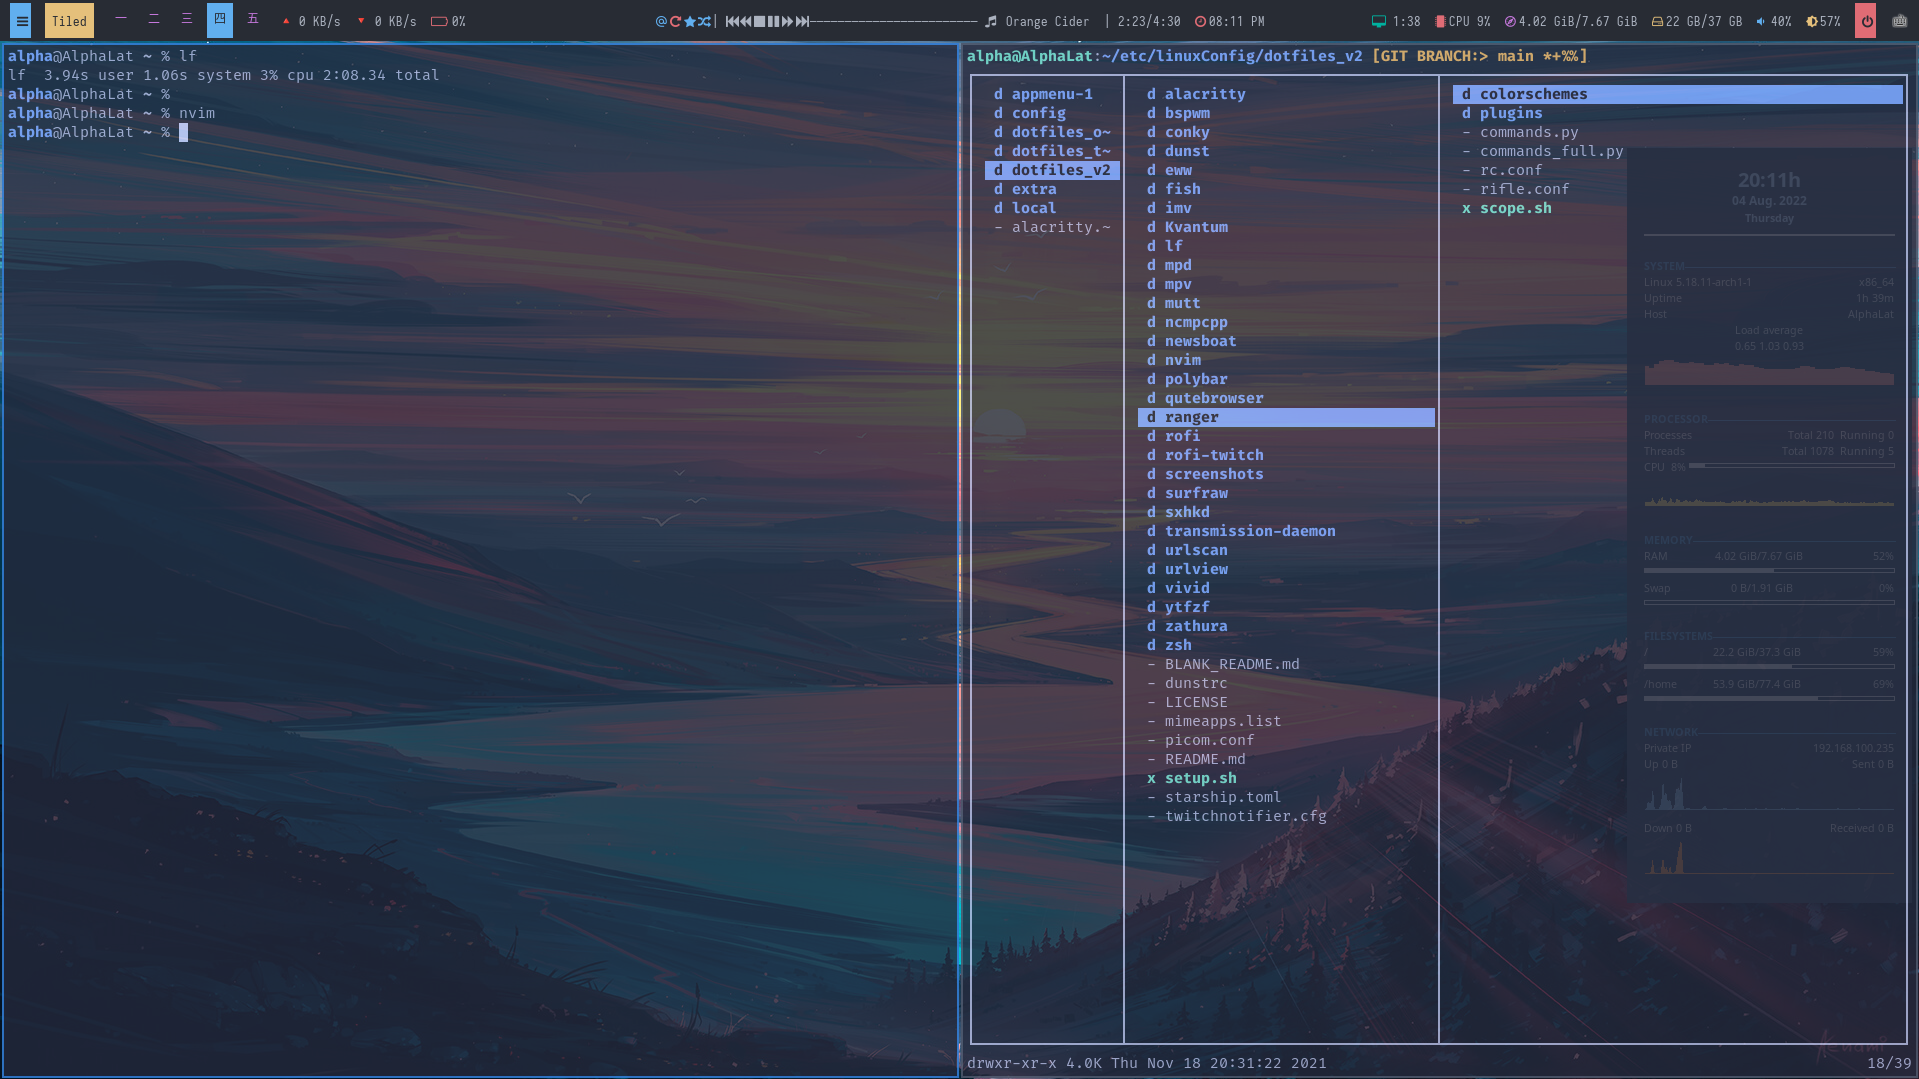 Tiled 一 二 三 四 五 0 KB/s 0 KB/s 0% | Orange Cider | 2:23/4:30 08:11 PM 1:38 CPU 9% 4.02 GiB/7.67 GiB 22 GB/37 GB 40% 57%
alpha@AlphaLat ~ % lf
lf  3.94s user 1.06s system 3% cpu 2:08.34 total
alpha@AlphaLat ~ %
alpha@AlphaLat ~ % nvim
alpha@AlphaLat ~ %
alpha@AlphaLat:~/etc/linuxConfig/dotfiles_v2 [GIT BRANCH:> main *+%%]
d appmenu-1
d config
d dotfiles_o~
d dotfiles_t~
d dotfiles_v2
d extra
d local
- alacritty.~
d alacritty
d bspwm
d conky
d dunst
d eww
d fish
d imv
d Kvantum
d lf
d mpd
d mpv
d mutt
d ncmpcpp
d newsboat
d nvim
d polybar
d qutebrowser
d ranger
d rofi
d rofi-twitch
d screenshots
d surfraw
d sxhkd
d transmission-daemon
d urlscan
d urlview
d vivid
d ytfzf
d zathura
d zsh
- BLANK_README.md
- dunstrc
- LICENSE
- mimeapps.list
- picom.conf
- README.md
x setup.sh
- starship.toml
- twitchnotifier.cfg
d colorschemes
d plugins
- commands.py
- commands_full.py
- rc.conf
- rifle.conf
x scope.sh
20:11h
04 Aug. 2022
Thursday
SYSTEM
Linux 5.18.11-arch1-1 x86_64
Uptime 1h 39m
Host AlphaLat
Load average
0.65 1.03 0.93
PROCESSOR
Processes Total 210 Running 0
Threads Total 1078 Running 5
CPU 8%
MEMORY
RAM 4.02 GiB/7.67 GiB 52%
Swap 0 B/1.91 GiB 0%
FILESYSTEMS
/ 22.2 GiB/37.3 GiB 59%
/home 53.9 GiB/77.4 GiB 69%
NETWORK
Private IP 192.168.100.235
Up 0 B Sent 0 B
Down 0 B Received 0 B
drwxr-xr-x 4.0K Thu Nov 18 20:31:22 2021 18/39